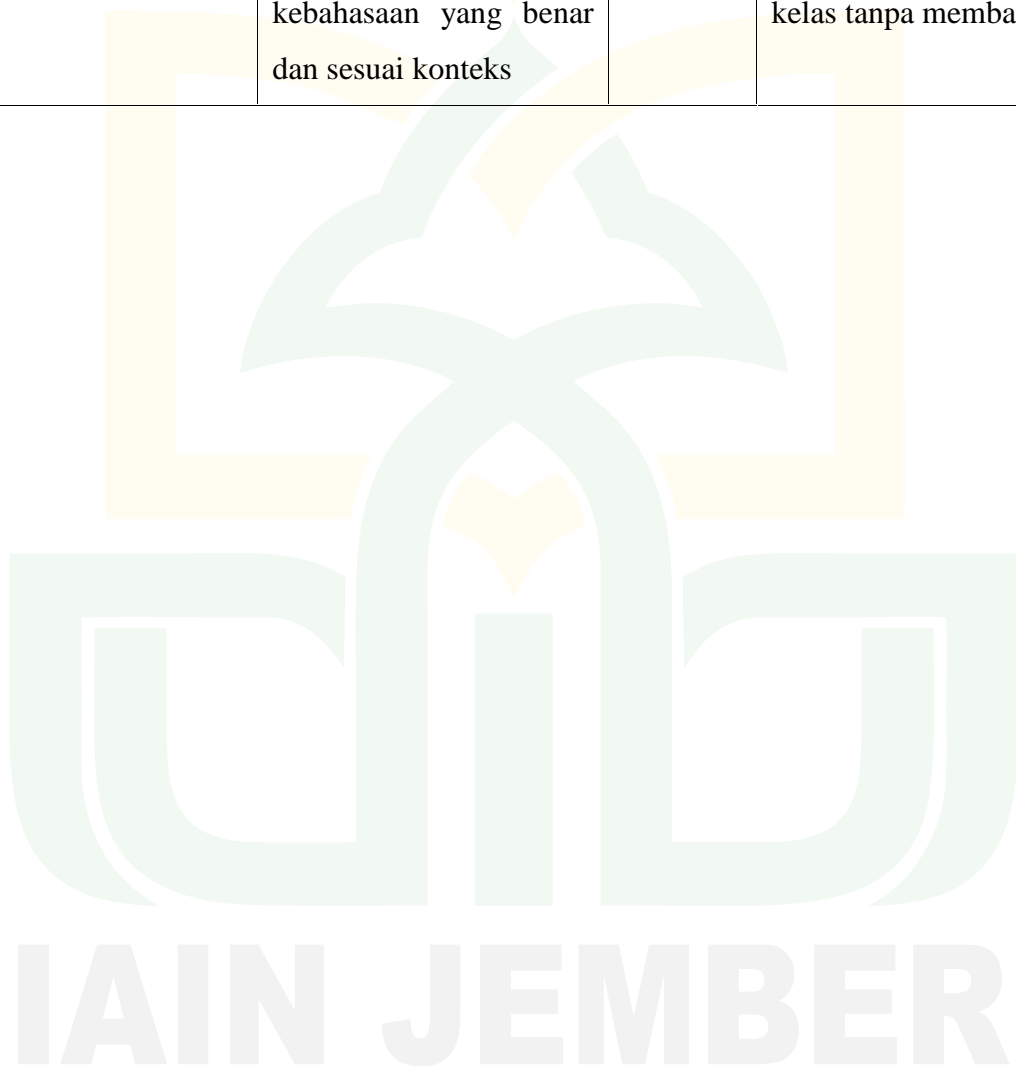 kebahasaan yang benar
dan sesuai konteks
kelas tanpa memba
IAIN JEMBER